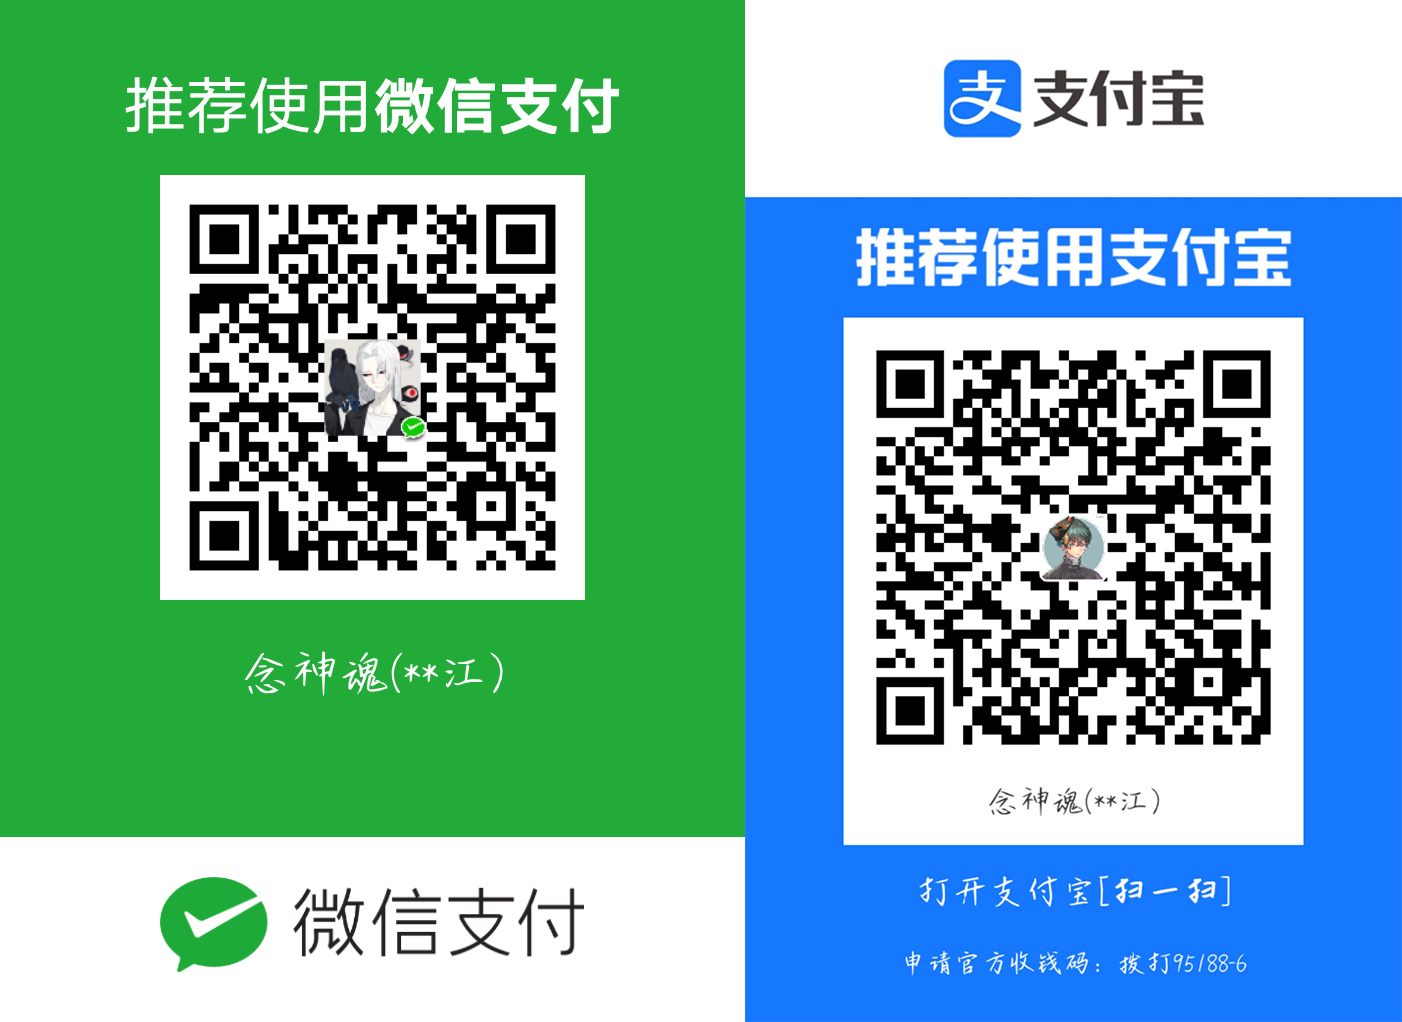 推荐使用微信支付
念神魂(**江)
微信支付
支付宝
推荐使用支付宝
念神魂(**江)
打开支付宝[扫一扫]
申请官方收钱码：拨打95188-6